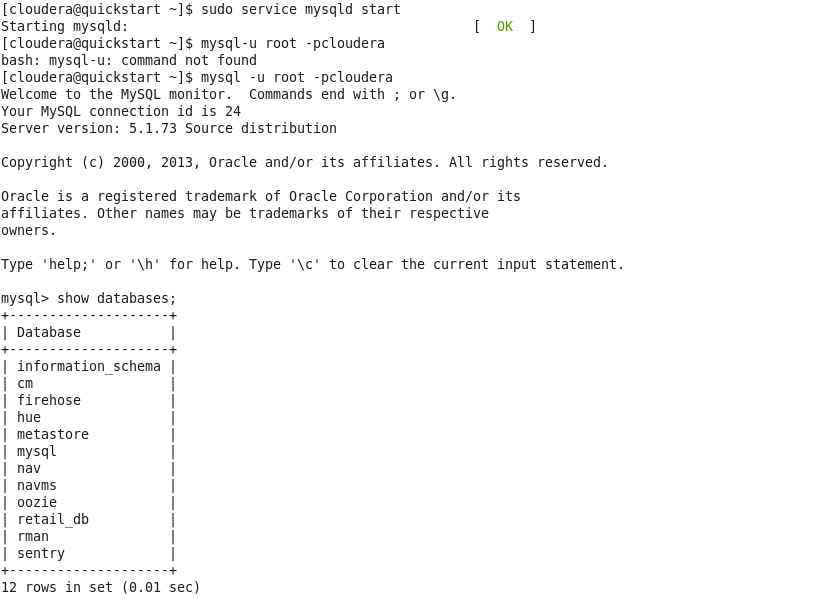 [cloudera@quickstart ~]$ sudo service mysqld start
Starting mysqld:                                           [  OK  ]
[cloudera@quickstart ~]$ mysql-u root -pcloudera
bash: mysql-u: command not found
[cloudera@quickstart ~]$ mysql -u root -pcloudera
Welcome to the MySQL monitor.  Commands end with ; or \g.
Your MySQL connection id is 24
Server version: 5.1.73 Source distribution

Copyright (c) 2000, 2013, Oracle and/or its affiliates. All rights reserved.

Oracle is a registered trademark of Oracle Corporation and/or its
affiliates. Other names may be trademarks of their respective
owners.

Type 'help;' or '\h' for help. Type '\c' to clear the current input statement.

mysql> show databases;
+--------------------+
| Database           |
+--------------------+
| information_schema |
| cm                 |
| firehose           |
| hue                |
| metastore          |
| mysql              |
| nav                |
| navms              |
| oozie              |
| retail_db          |
| rman               |
| sentry             |
+--------------------+
12 rows in set (0.01 sec)